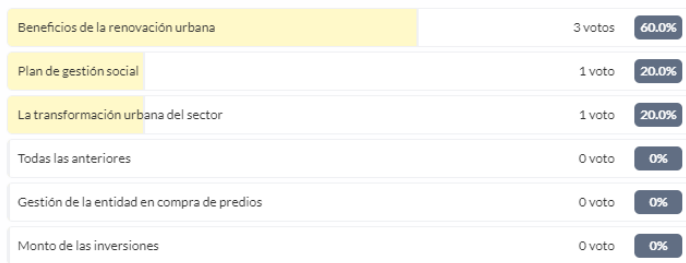 Beneficios de la renovación urbana 3 votos 60.0%
Plan de gestión social 1 voto 20.0%
La transformación urbana del sector 1 voto 20.0%
Todas las anteriores 0 voto 0%
Gestión de la entidad en compra de predios 0 voto 0%
Monto de las inversiones 0 voto 0%